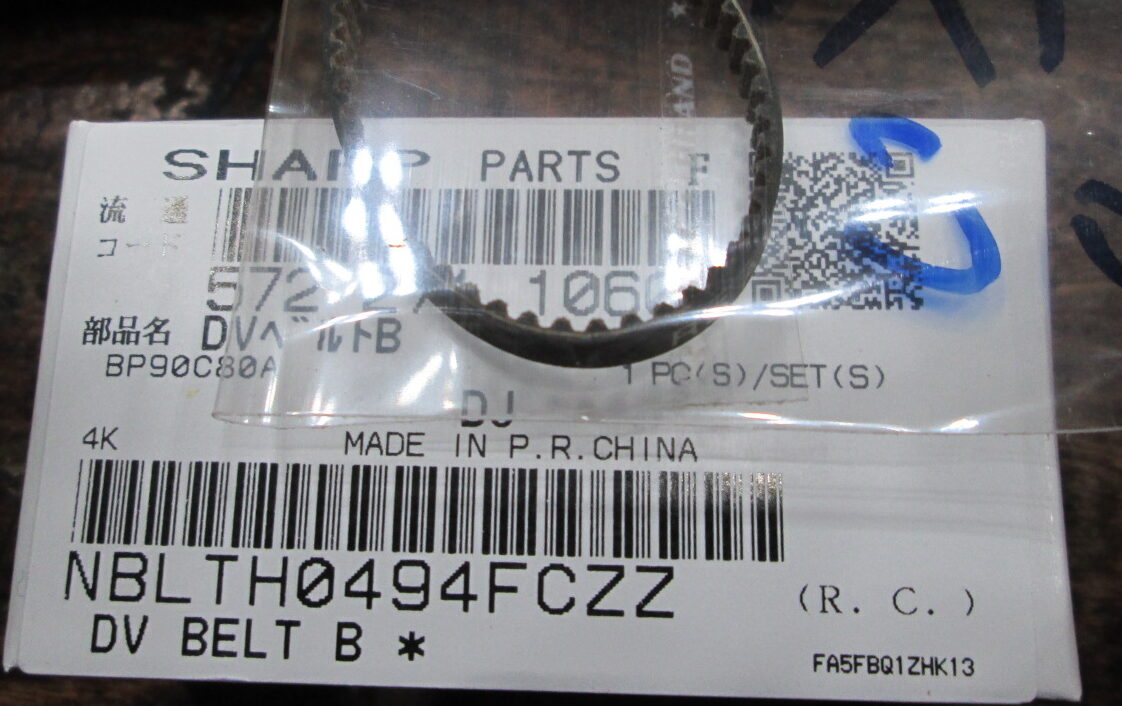 SHARP PARTS
流通
コード
部品名 DVベルトB
BP90C80A
1 PC(S)/SET(S)
DJ
4K
MADE IN P.R.CHINA
NBLTH0494FCZZ
(R. C. )
DV BELT B *
FA5FBQ1ZHK13